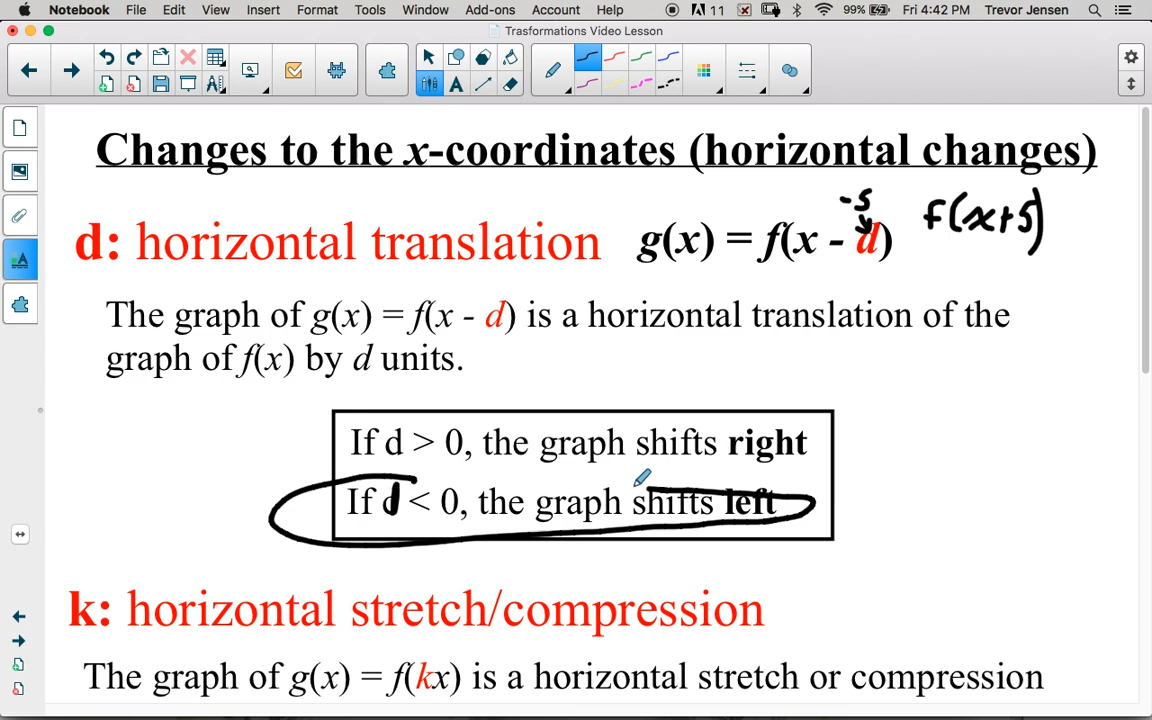 Notebook File Edit View Insert Format Tools Window Add-ons Account Help 11 99% Fri 4:42 PM Trevor Jensen
Trasformations Video Lesson
Changes to the x-coordinates (horizontal changes)
-5
d: horizontal translation g(x) = f(x - d) f(x+5)
The graph of g(x) = f(x - d) is a horizontal translation of the
graph of f(x) by d units.
If d > 0, the graph shifts right
If d < 0, the graph shifts left
k: horizontal stretch/compression
The graph of g(x) = f(kx) is a horizontal stretch or compression